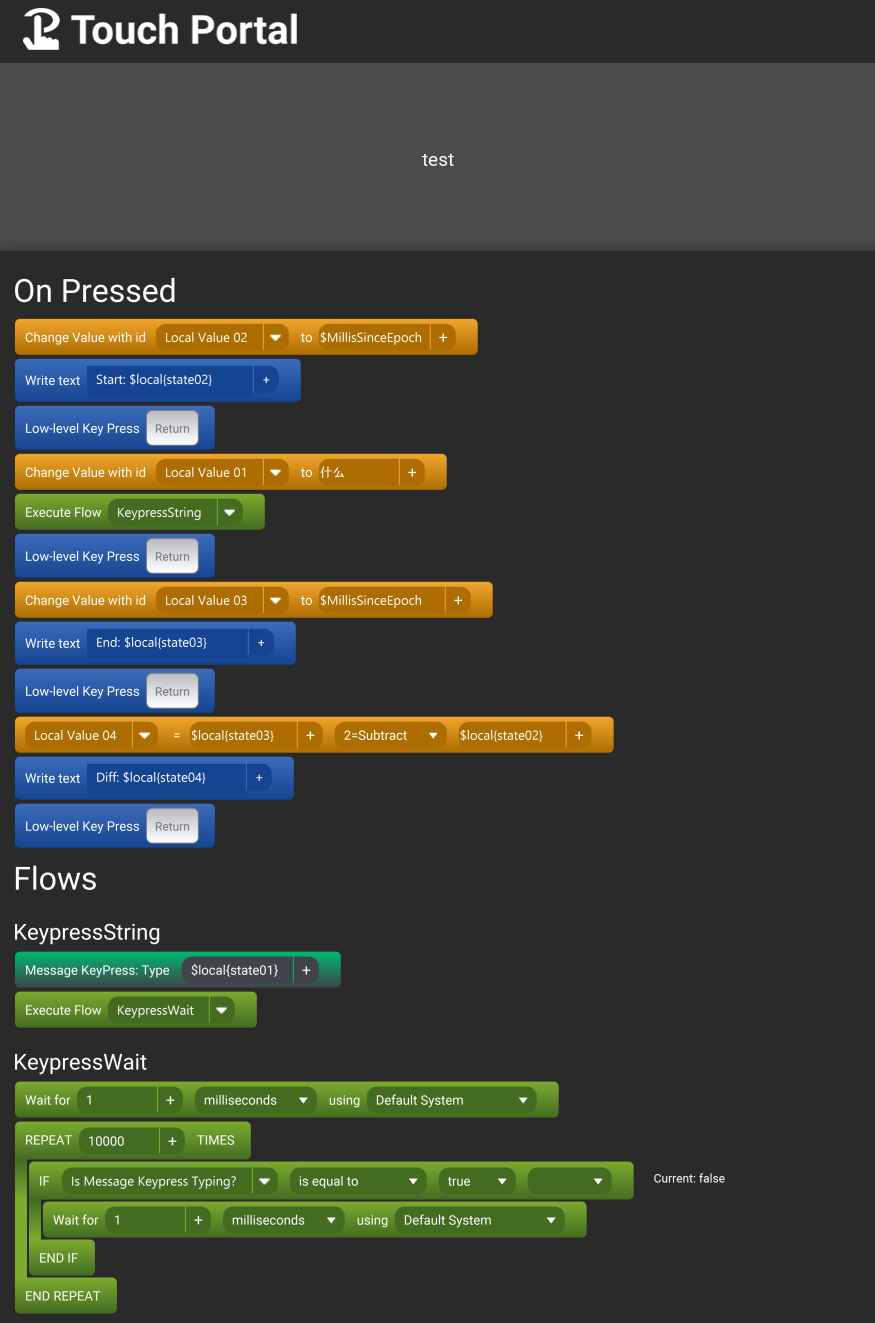 Touch Portal
test
On Pressed
Change Value with id Local Value 02 to $MillisSinceEpoch +
Write text Start: $local{state02} +
Low-level Key Press Return
Change Value with id Local Value 01 to 什么 +
Execute Flow KeypressString
Low-level Key Press Return
Change Value with id Local Value 03 to $MillisSinceEpoch +
Write text End: $local{state03} +
Low-level Key Press Return
Local Value 04 = $local{state03} + 2=Subtract $local{state02} +
Write text Diff: $local{state04} +
Low-level Key Press Return
Flows
KeypressString
Message KeyPress: Type $local{state01} +
Execute Flow KeypressWait
KeypressWait
Wait for 1 + milliseconds using Default System
REPEAT 10000 + TIMES
IF Is Message Keypress Typing? is equal to true Current: false
Wait for 1 + milliseconds using Default System
END IF
END REPEAT